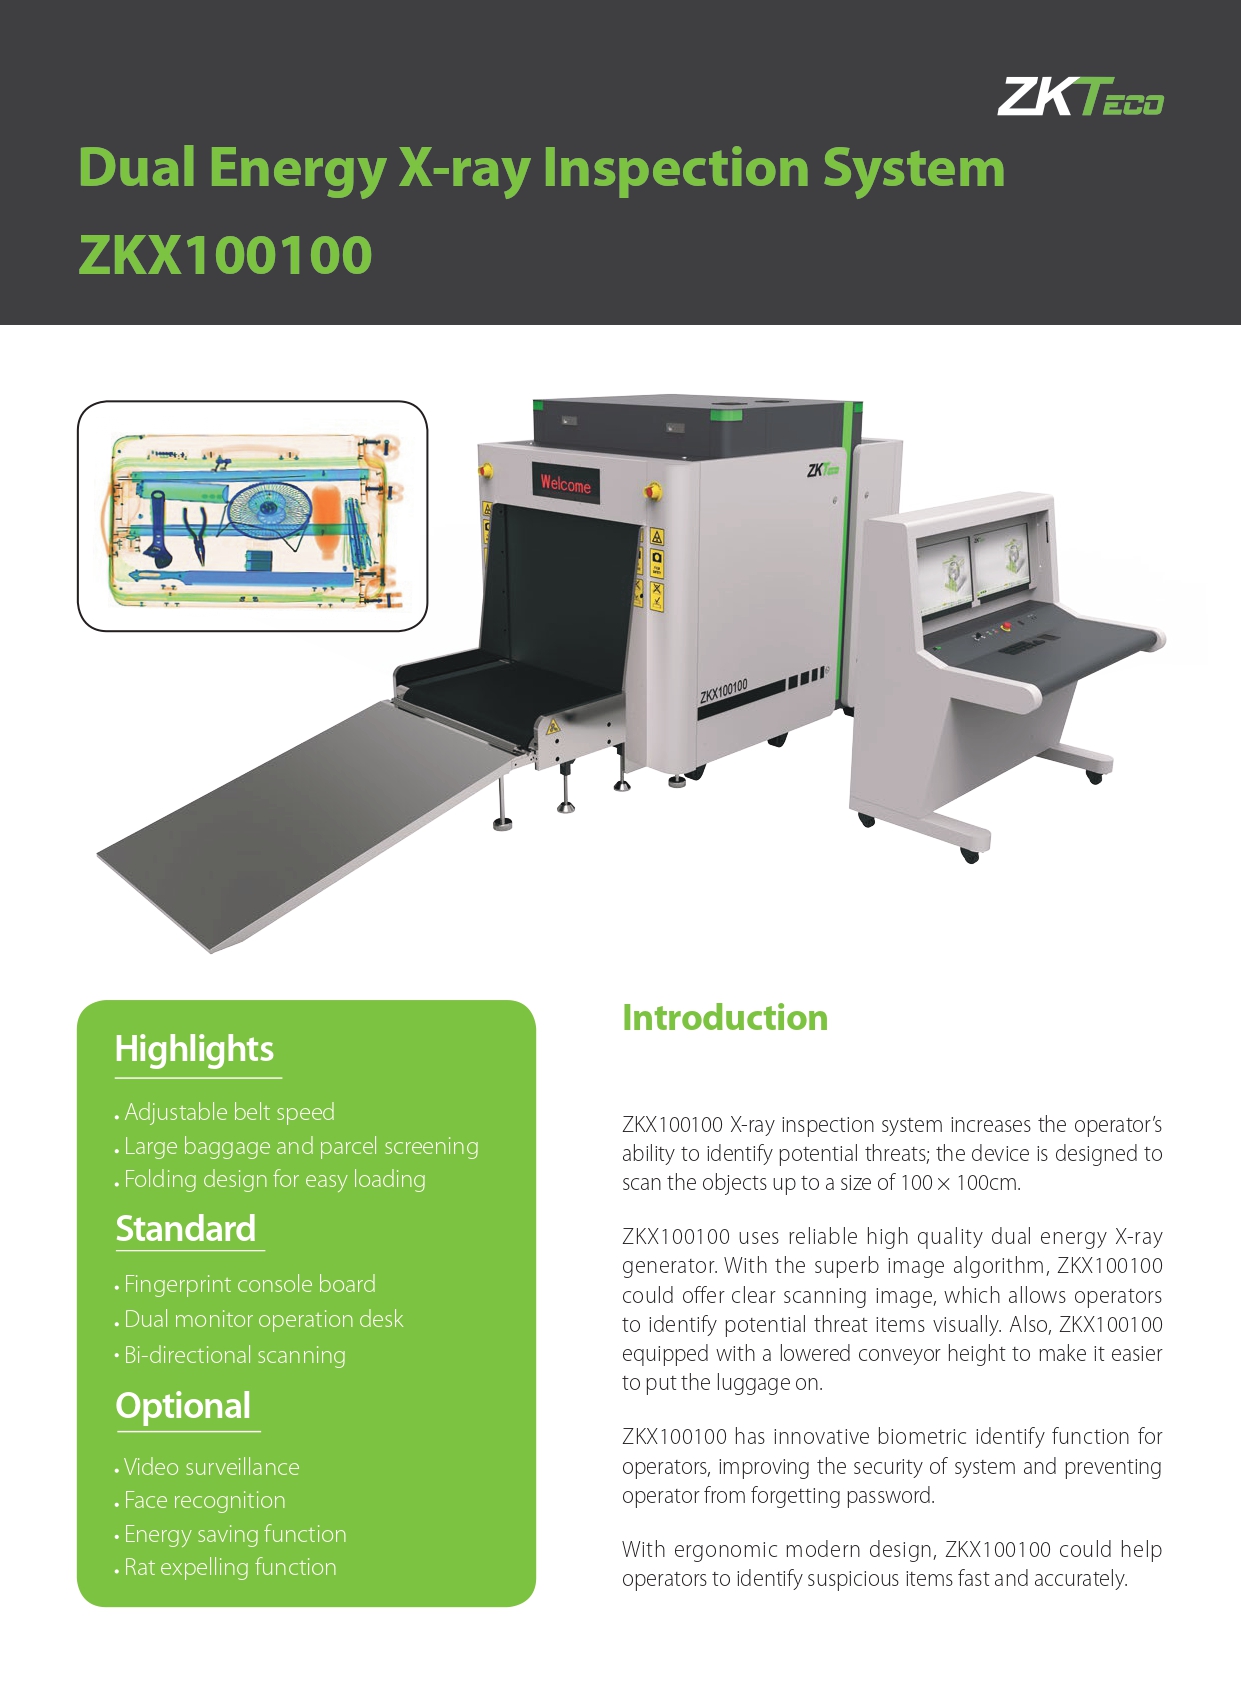 ZKTECO
Dual Energy X-ray Inspection System
ZKX100100
Welcome
ZKTECO
ZKX100100
Highlights
• Adjustable belt speed
• Large baggage and parcel screening
• Folding design for easy loading
Standard
• Fingerprint console board
• Dual monitor operation desk
• Bi-directional scanning
Optional
• Video surveillance
• Face recognition
• Energy saving function
• Rat expelling function
Introduction
ZKX100100 X-ray inspection system increases the operator’s
ability to identify potential threats; the device is designed to
scan the objects up to a size of 100 × 100cm.
ZKX100100 uses reliable high quality dual energy X-ray
generator. With the superb image algorithm, ZKX100100
could offer clear scanning image, which allows operators
to identify potential threat items visually. Also, ZKX100100
equipped with a lowered conveyor height to make it easier
to put the luggage on.
ZKX100100 has innovative biometric identify function for
operators, improving the security of system and preventing
operator from forgetting password.
With ergonomic modern design, ZKX100100 could help
operators to identify suspicious items fast and accurately.